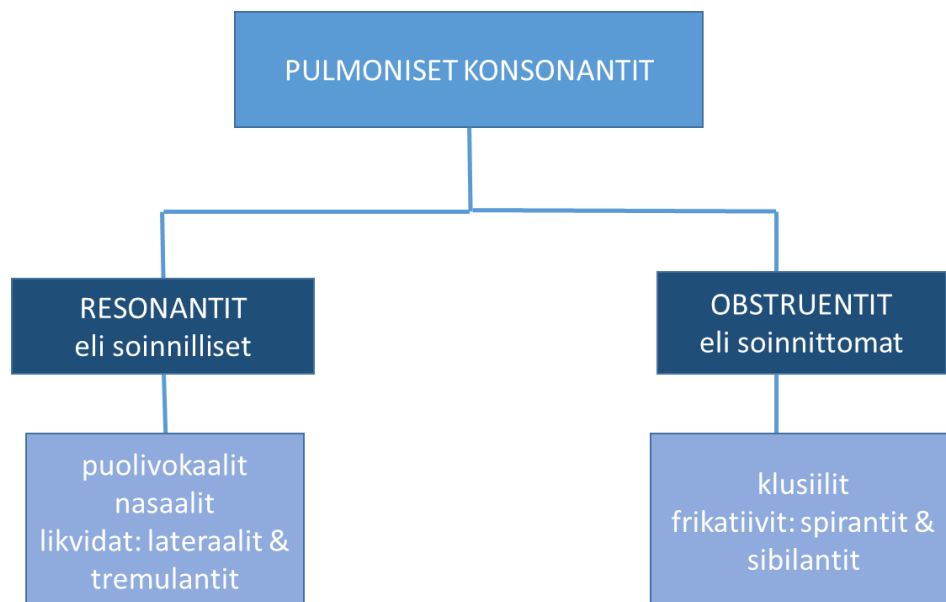 PULMONISET KONSONANTIT
RESONANTIT
eli soinnilliset
OBSTRUENTIT
eli soinnittomat
puolivokaalit
nasaalit
likvidat: lateraalit &
tremulantit
klusiilit
frikatiivit: spirantit &
sibilantit